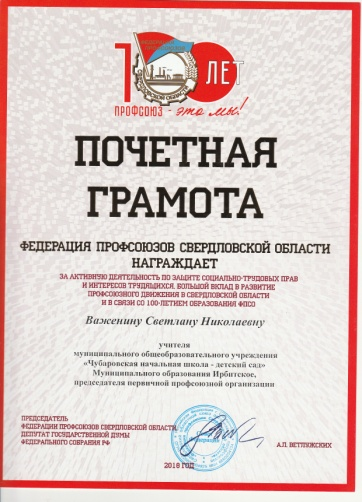 100 ЛЕТ
ПРОФСОЮЗ - это мы!
ПОЧЕТНАЯ
ГРАМОТА
ФЕДЕРАЦИЯ ПРОФСОЮЗОВ СВЕРДЛОВСКОЙ ОБЛАСТИ
НАГРАЖДАЕТ
ЗА АКТИВНУЮ ДЕЯТЕЛЬНОСТЬ ПО ЗАЩИТЕ СОЦИАЛЬНО-ТРУДОВЫХ ПРАВ
И ИНТЕРЕСОВ ТРУДЯЩИХСЯ, БОЛЬШОЙ ВКЛАД В РАЗВИТИЕ
ПРОФСОЮЗНОГО ДВИЖЕНИЯ В СВЕРДЛОВСКОЙ ОБЛАСТИ
И В СВЯЗИ СО 100-ЛЕТИЕМ ОБРАЗОВАНИЯ ФПСО
Важенину Светлану Николаевну
учителя
муниципального общеобразовательного учреждения
«Чубаровская начальная школа - детский сад»
Муниципального образования Ирбитское,
председателя первичной профсоюзной организации
ПРЕДСЕДАТЕЛЬ
ФЕДЕРАЦИИ ПРОФСОЮЗОВ СВЕРДЛОВСКОЙ ОБЛАСТИ,
ДЕПУТАТ ГОСУДАРСТВЕННОЙ ДУМЫ
ФЕДЕРАЛЬНОГО СОБРАНИЯ РФ
А.П. ВЕТЛУЖСКИХ
2018 ГОД